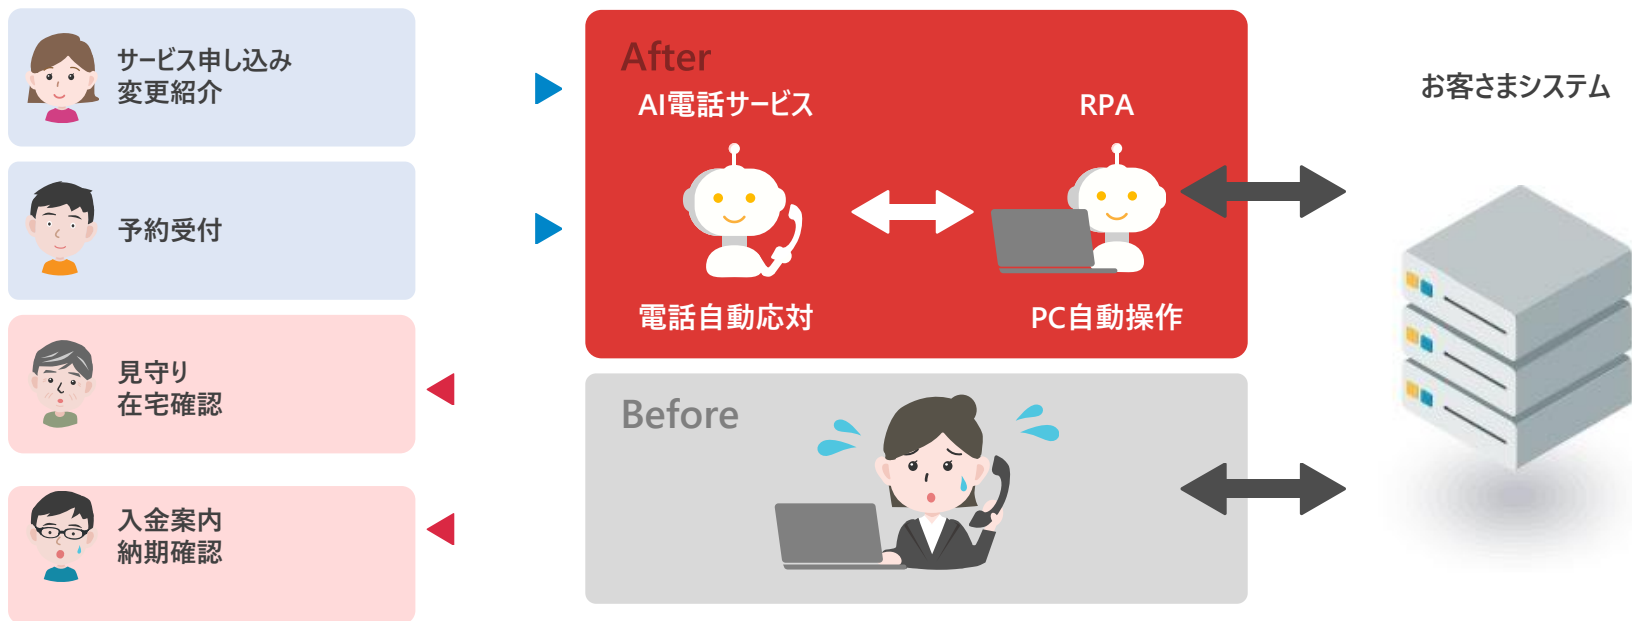 サービス申し込み
変更紹介
予約受付
見守り
在宅確認
入金案内
納期確認
After
AI電話サービス
RPA
電話自動応対
PC自動操作
Before
お客さまシステム